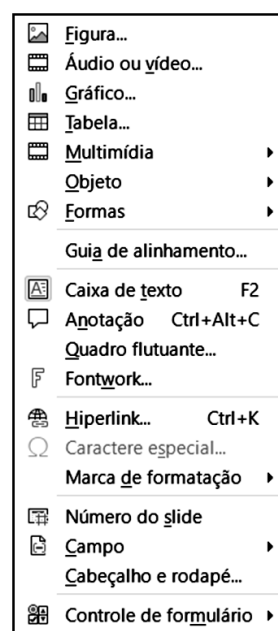 Figura...
Áudio ou vídeo...
Gráfico...
Tabela...
Multimídia
Objeto
Formas
Guia de alinhamento...
Caixa de texto F2
Anotação Ctrl+Alt+C
Quadro flutuante...
Fontwork...
Hiperlink... Ctrl+K
Caractere especial...
Marca de formatação
Número do slide
Campo
Cabeçalho e rodapé...
Controle de formulário